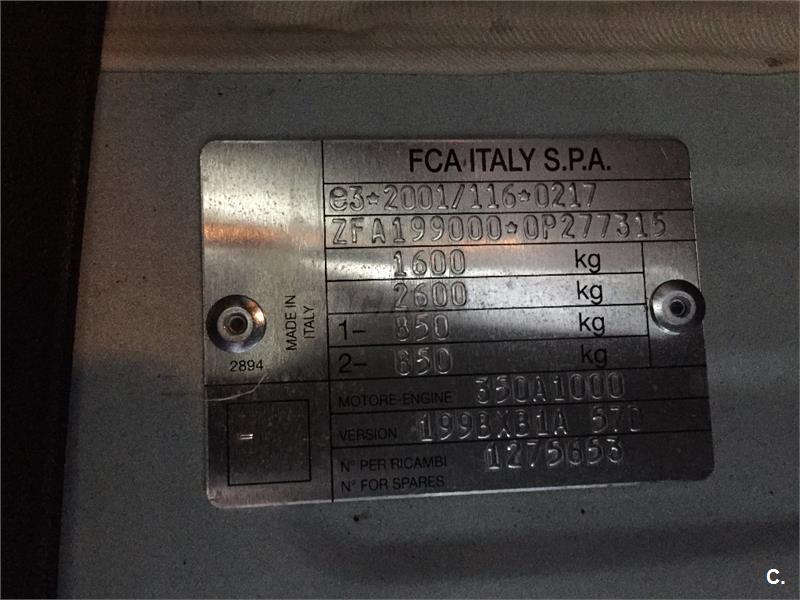 FCA ITALY S.P.A.
e3*2001/116*0217
ZFA199000*0P277315
1600 kg
2600 kg
1- 850 kg
2- 850 kg
MADE IN
ITALY
2894
MOTORE-ENGINE 350A1000
VERSION 199BXB1A 57D
N° PER RICAMBI 1275653
N° FOR SPARES
C.